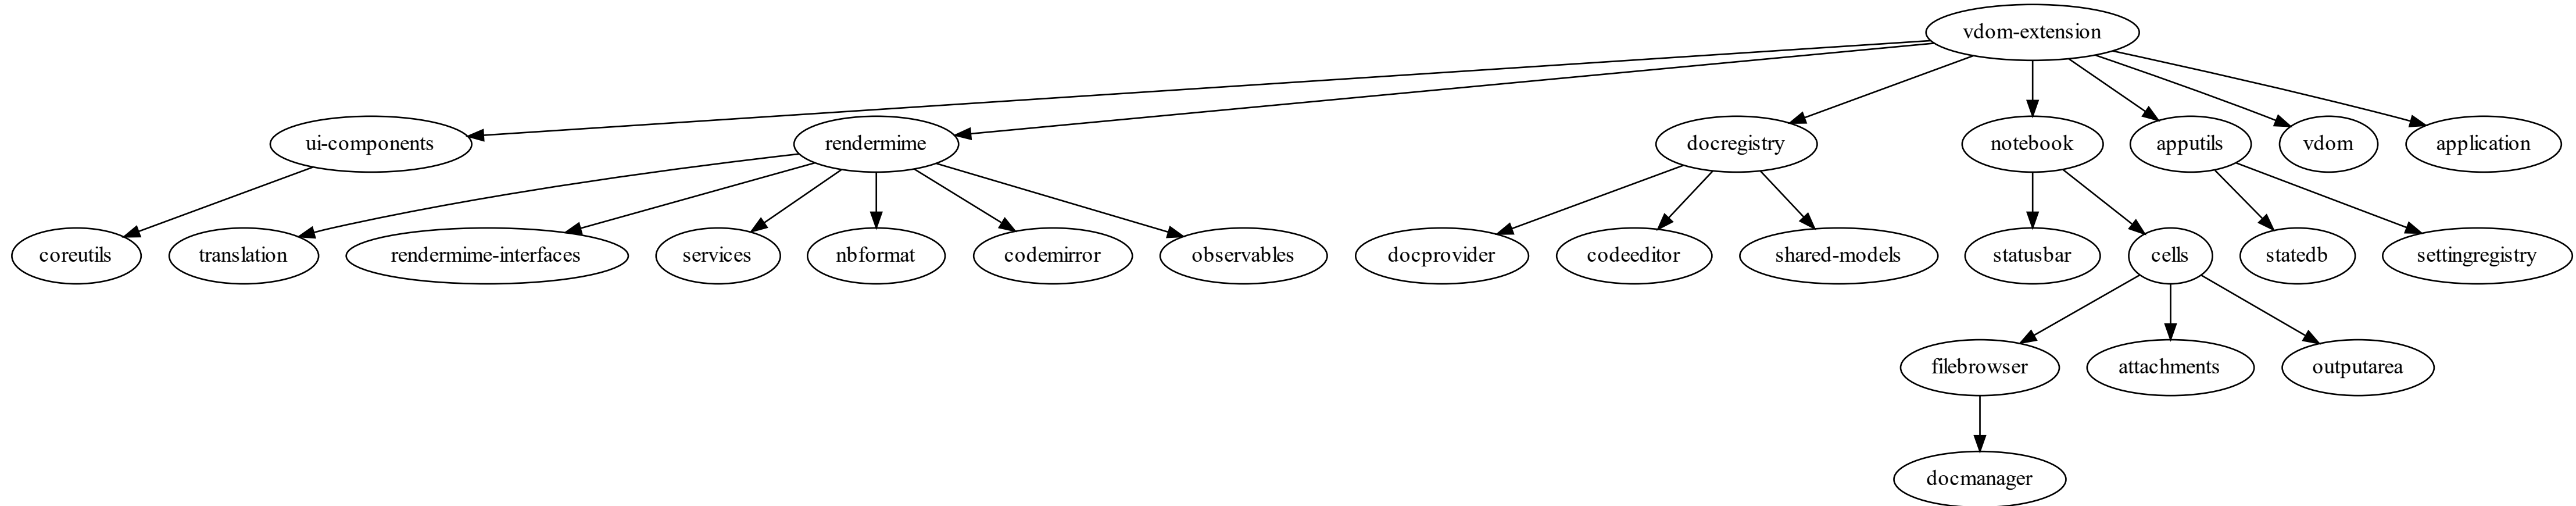 vdom-extension
ui-components
rendermime
docregistry
notebook
apputils
vdom
application
coreutils
translation
rendermime-interfaces
services
nbformat
codemirror
observables
docprovider
codeeditor
shared-models
statusbar
cells
statedb
settingregistry
filebrowser
attachments
outputarea
docmanager